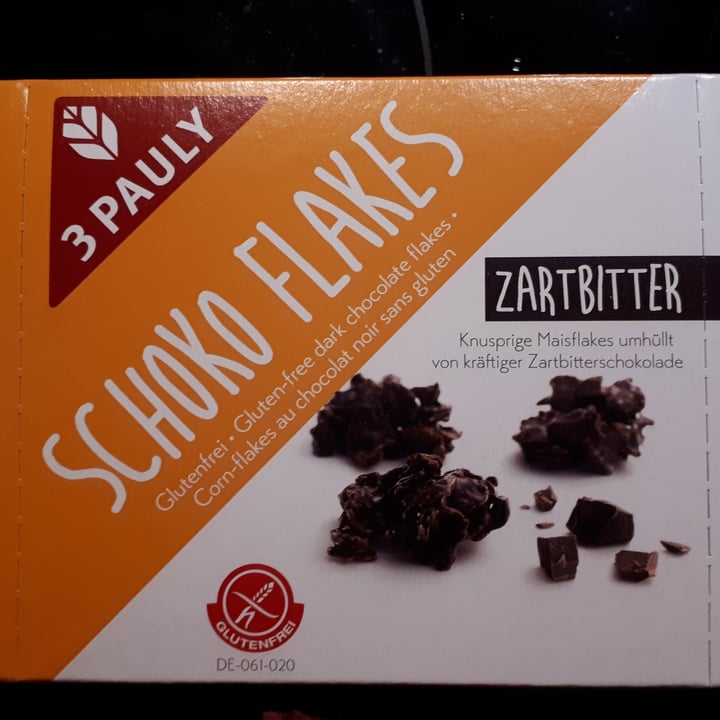 3 PAULY
SCHOKO FLAKES
Glutenfrei • Gluten-free dark chocolate flakes •
Corn-flakes au chocolat noir sans gluten
ZARTBITTER
Knusprige Maisflakes umhüllt
von kräftiger Zartbitterschokolade
GLUTENFREI
DE-061-020